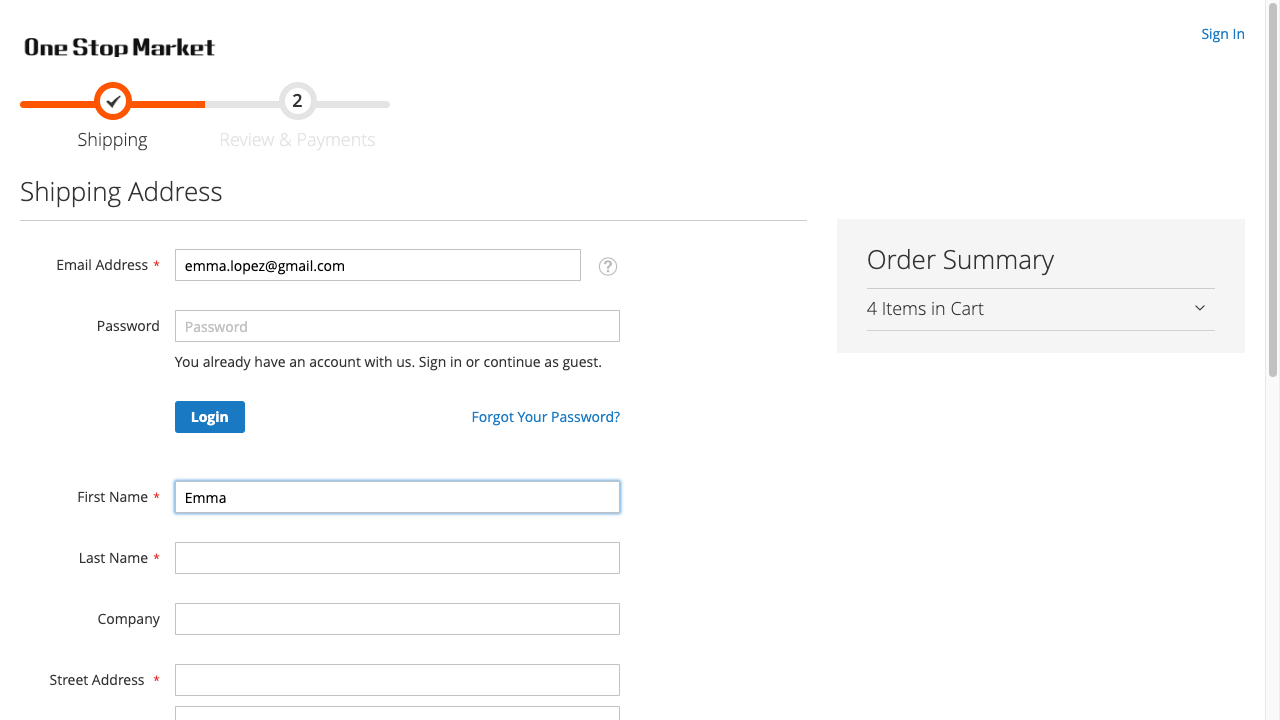 One Stop Market
Sign In
2
Shipping
Review & Payments
Shipping Address
Email Address *
emma.lopez@gmail.com
?
Password
Password
You already have an account with us. Sign in or continue as guest.
Login
Forgot Your Password?
First Name *
Emma
Last Name *
Company
Street Address *
Order Summary
4 Items in Cart